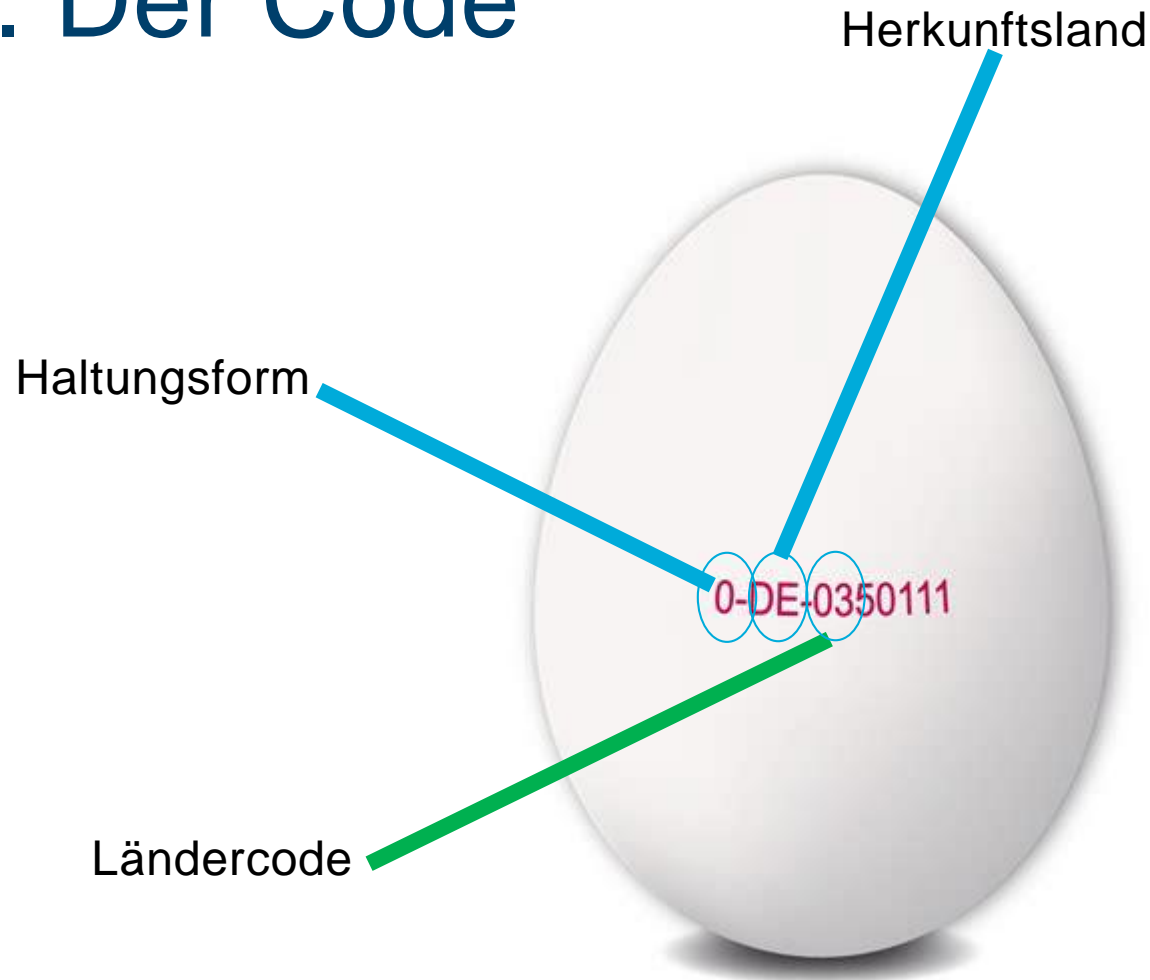 . Der Code
Herkunftsland
Haltungsform
0-DE-0350111
Ländercode